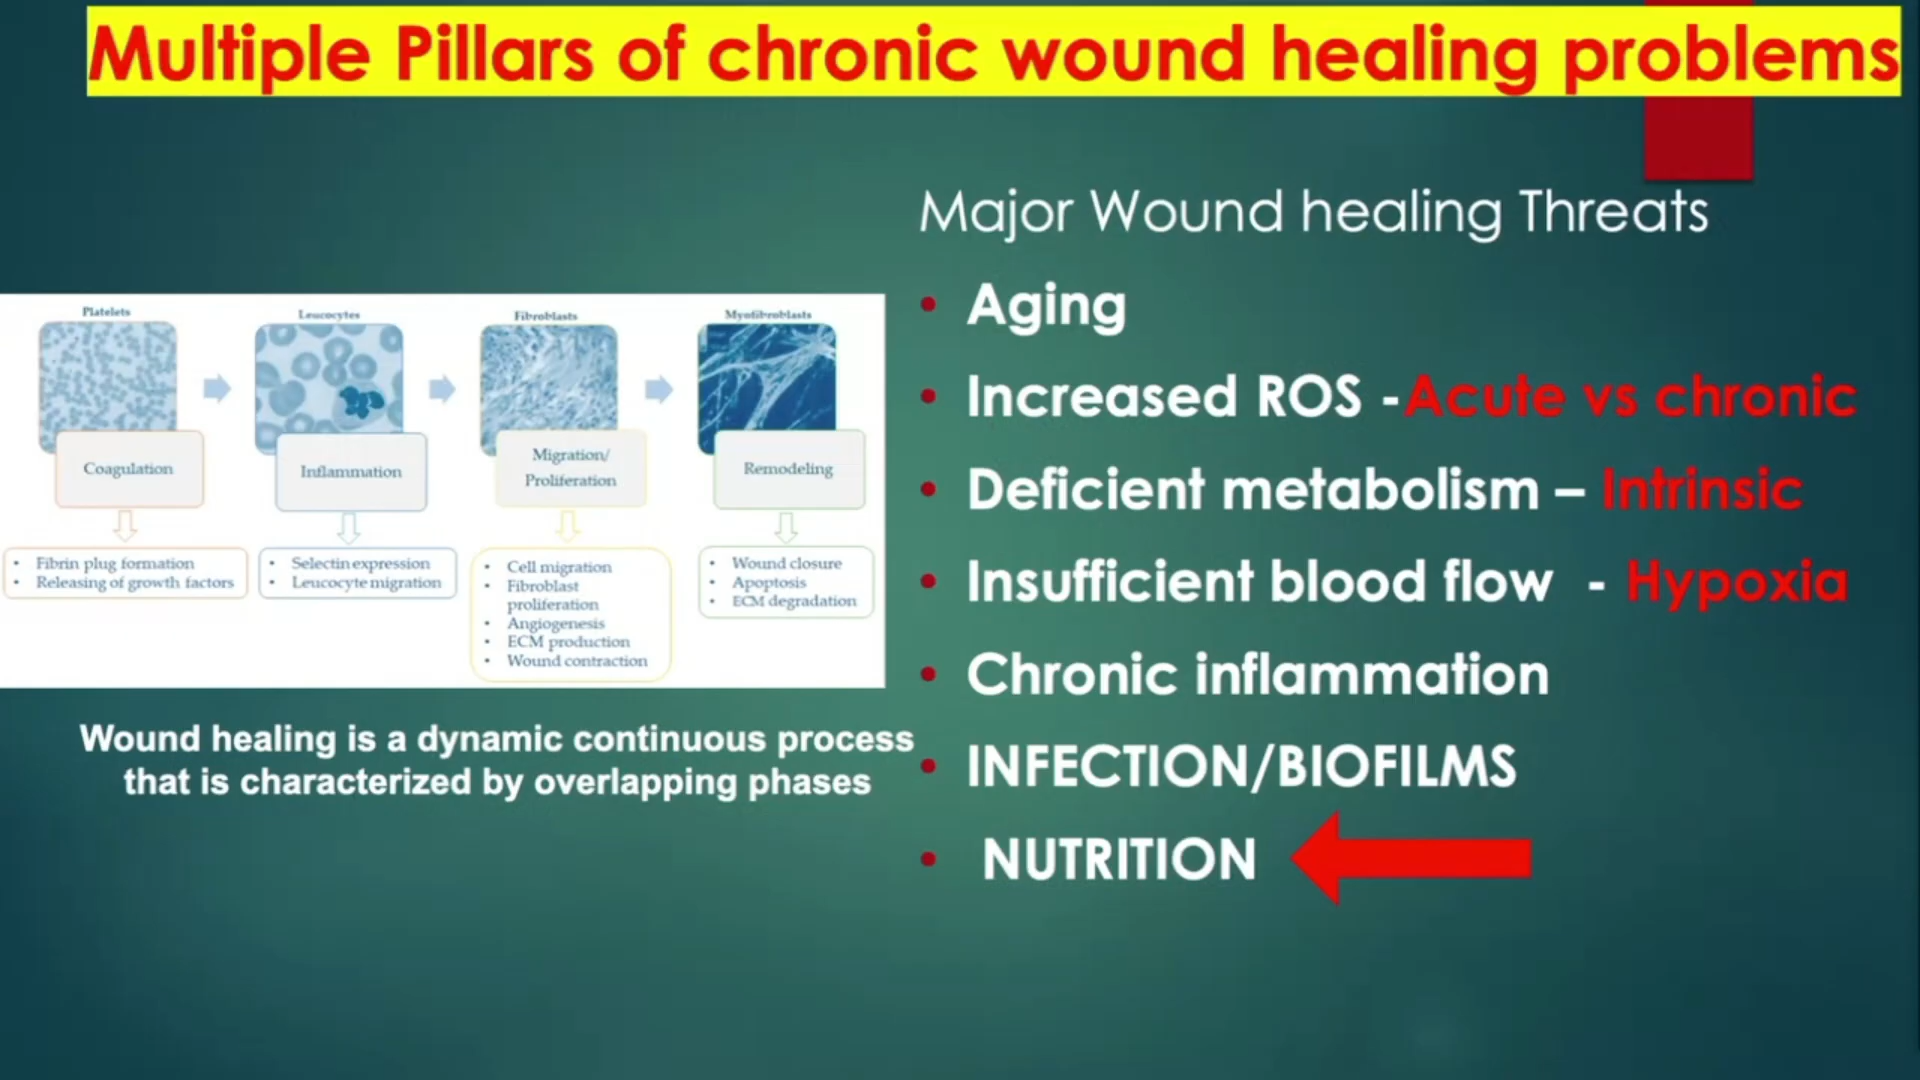 Multiple Pillars of chronic wound healing problems
Platelets
Leucocytes
Fibroblasts
Myofibroblasts
Coagulation
Inflammation
Migration/
Proliferation
Remodeling
• Fibrin plug formation
• Releasing of growth factors
• Selectin expression
• Leucocyte migration
• Cell migration
• Fibroblast
proliferation
• Angiogenesis
• ECM production
• Wound contraction
• Wound closure
• Apoptosis
• ECM degradation
Wound healing is a dynamic continuous process
that is characterized by overlapping phases
Major Wound healing Threats
• Aging
• Increased ROS -Acute vs chronic
• Deficient metabolism – Intrinsic
• Insufficient blood flow - Hypoxia
• Chronic inflammation
• INFECTION/BIOFILMS
• NUTRITION